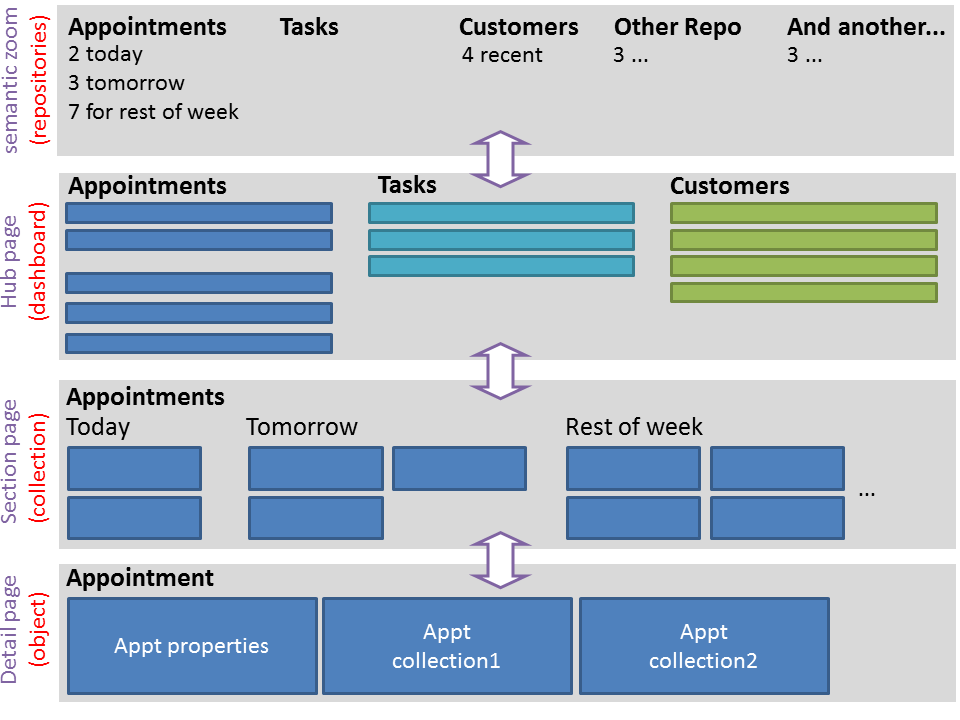 semantic zoom
(repositories)
Appointments
2 today
3 tomorrow
7 for rest of week
Tasks
Customers
4 recent
Other Repo
3 ...
And another...
3 ...
Hub page
(dashboard)
Appointments
Tasks
Customers
Section page
(collection)
Appointments
Today
Tomorrow
Rest of week
...
Detail page
(object)
Appointment
Appt properties
Appt
collection1
Appt
collection2